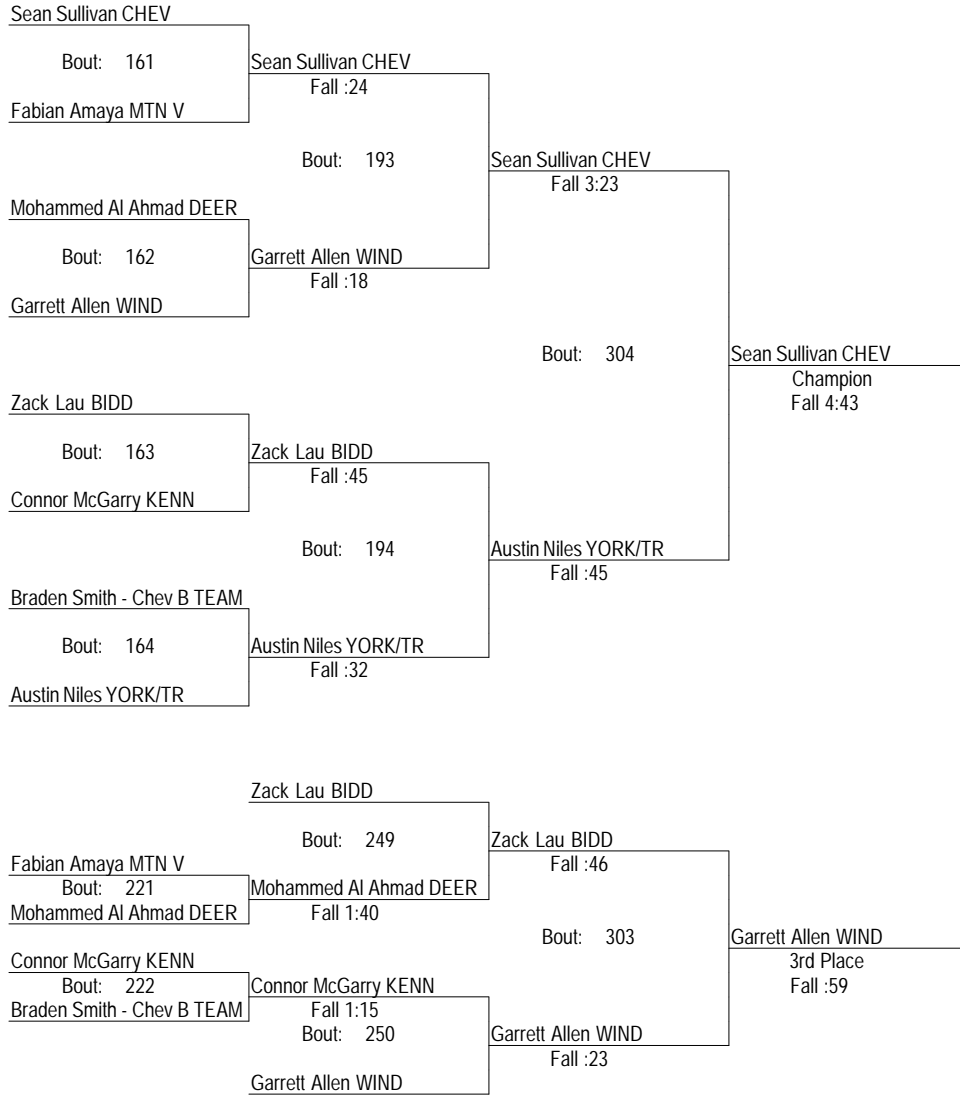 Sean Sullivan CHEV
Bout: 161 Sean Sullivan CHEV
Fall :24
Fabian Amaya MTN V
Bout: 193 Sean Sullivan CHEV
Fall 3:23
Mohammed Al Ahmad DEER
Bout: 162 Garrett Allen WIND
Fall :18
Garrett Allen WIND
Bout: 304 Sean Sullivan CHEV
Champion
Zack Lau BIDD Fall 4:43
Bout: 163 Zack Lau BIDD
Fall :45
Connor McGarry KENN
Bout: 194 Austin Niles YORK/TR
Fall :45
Braden Smith - Chev B TEAM
Bout: 164 Austin Niles YORK/TR
Fall :32
Austin Niles YORK/TR
Zack Lau BIDD
Bout: 249 Zack Lau BIDD
Fabian Amaya MTN V Fall :46
Bout: 221 Mohammed Al Ahmad DEER
Mohammed Al Ahmad DEER Fall 1:40
Bout: 303 Garrett Allen WIND
Connor McGarry KENN 3rd Place
Bout: 222 Connor McGarry KENN Fall :59
Braden Smith - Chev B TEAM Fall 1:15
Bout: 250 Garrett Allen WIND
Fall :23
Garrett Allen WIND